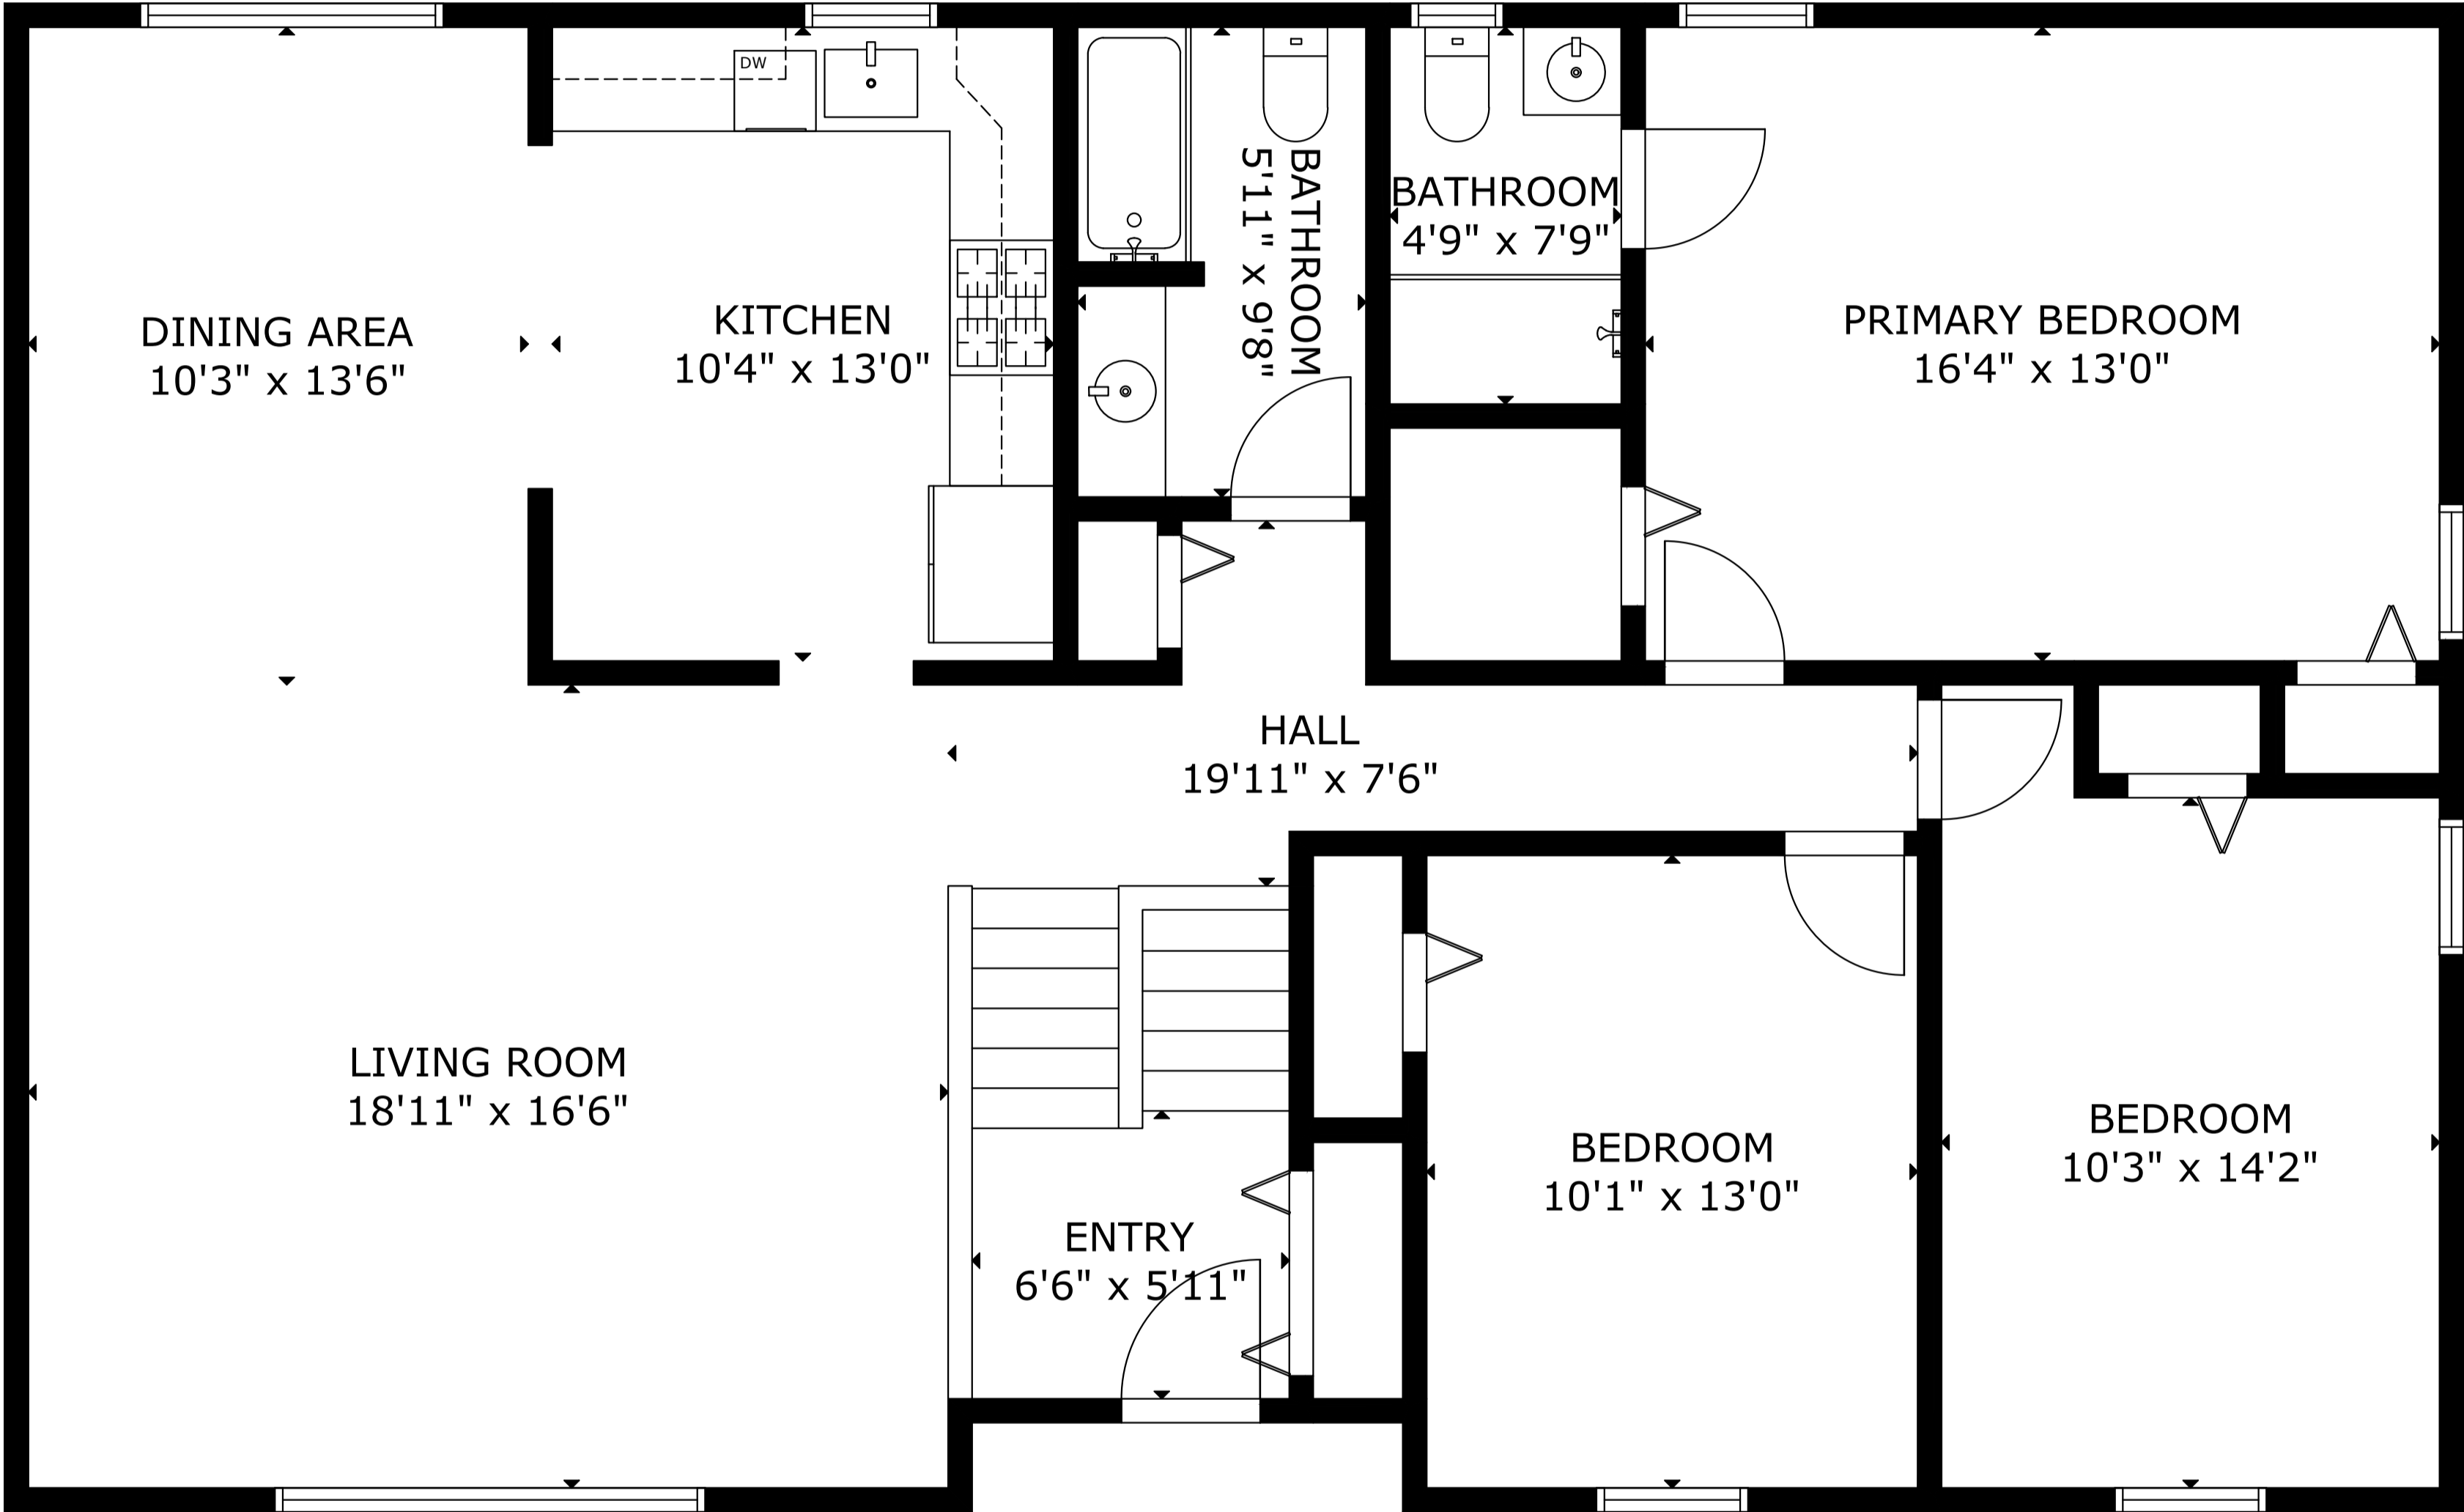 DW
BATHROOM
5'11" x 9'8"
BATHROOM
4'9" x 7'9"
DINING AREA
10'3" x 13'6"
KITCHEN
10'4" x 13'0"
PRIMARY BEDROOM
16'4" x 13'0"
HALL
19'11" x 7'6"
LIVING ROOM
18'11" x 16'6"
BEDROOM
10'1" x 13'0"
BEDROOM
10'3" x 14'2"
ENTRY
6'6" x 5'11"